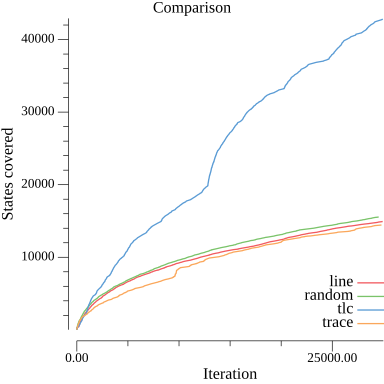 Comparison
40000
30000
20000
10000
States covered
line
random
tlc
trace
0.00
25000.00
Iteration